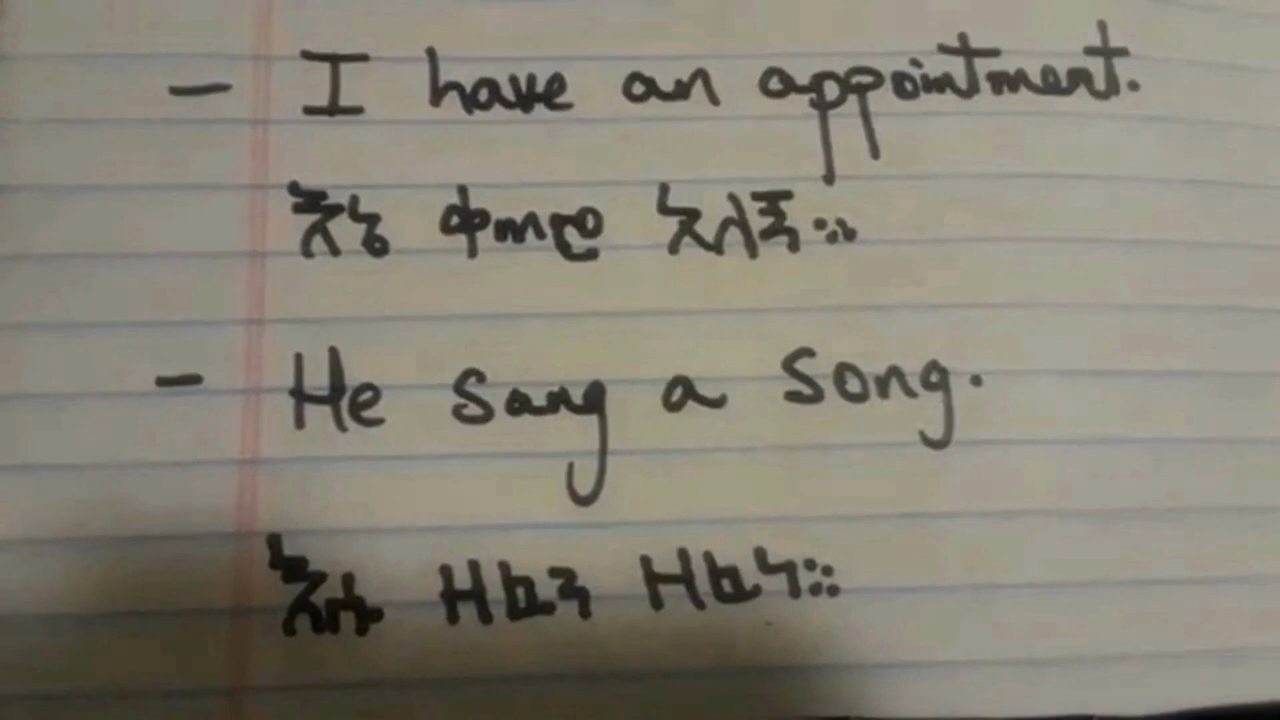 - I have an appointment.
እኔ ቀጠሮ አለኝ።
- He sang a song.
እሱ ዘፈን ዘፈነ።